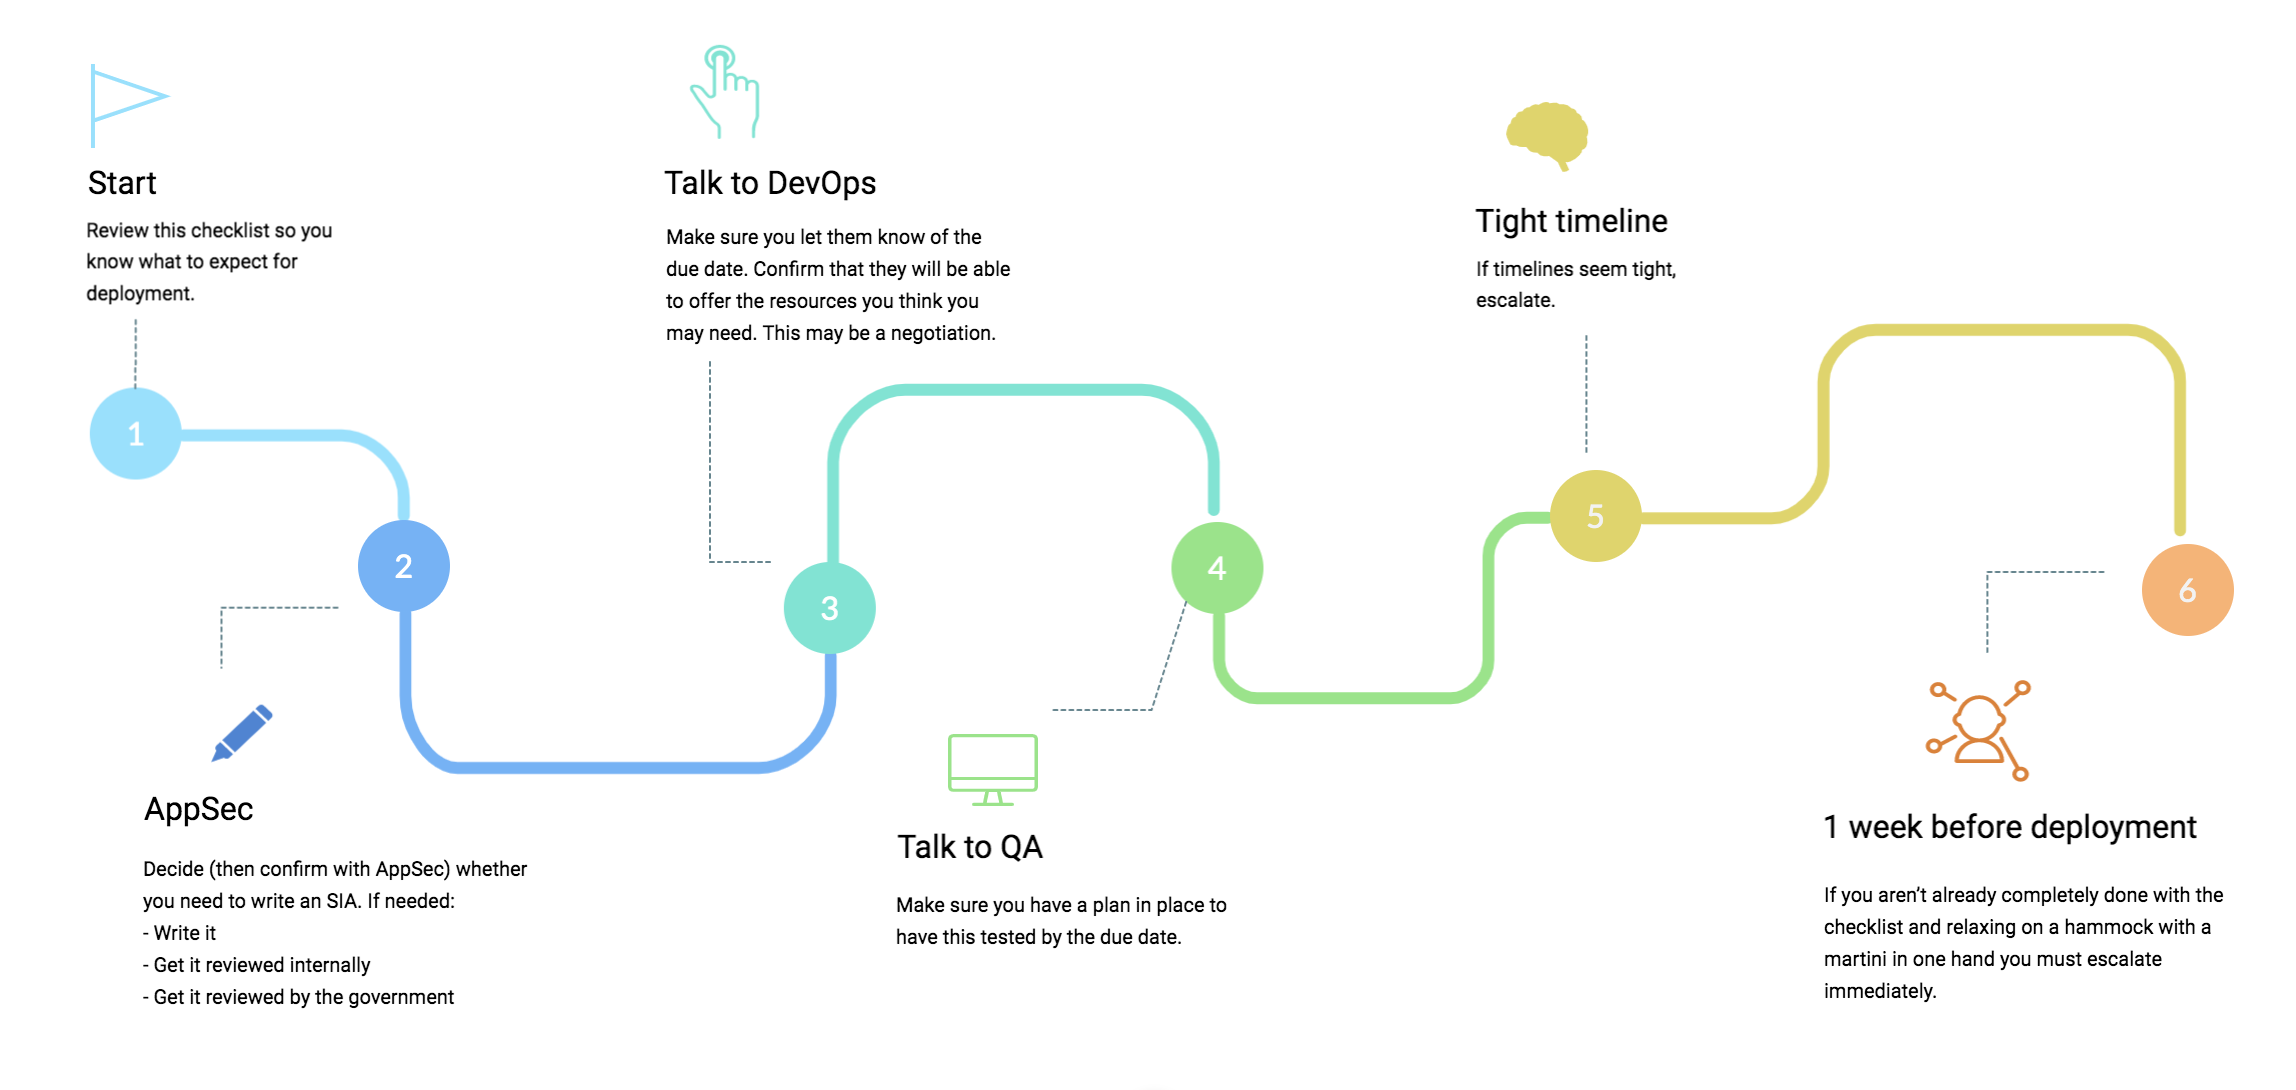 Start
Review this checklist so you
know what to expect for
deployment.
1
2
AppSec
Decide (then confirm with AppSec) whether
you need to write an SIA. If needed:
- Write it
- Get it reviewed internally
- Get it reviewed by the government
Talk to DevOps
Make sure you let them know of the
due date. Confirm that they will be able
to offer the resources you think you
may need. This may be a negotiation.
3
4
Talk to QA
Make sure you have a plan in place to
have this tested by the due date.
Tight timeline
If timelines seem tight,
escalate.
5
6
1 week before deployment
If you aren’t already completely done with the
checklist and relaxing on a hammock with a
martini in one hand you must escalate
immediately.